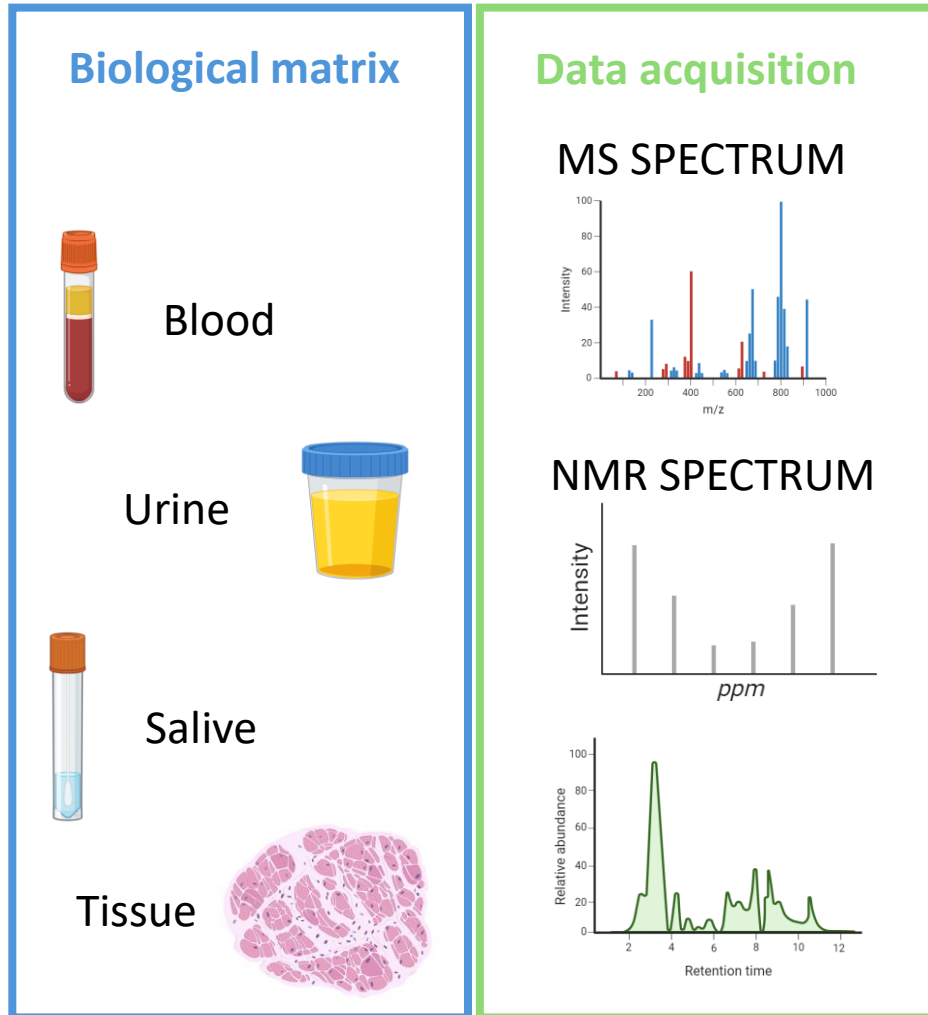 Biological matrix
Blood
Urine
Salive
Tissue
Data acquisition
MS SPECTRUM
100
80
60
40
20
0
Intensity
200 400 600 800 1000
m/z
NMR SPECTRUM
Intensity
ppm
100
80
60
40
20
0
Relative abundance
2 4 6 8 10 12
Retention time